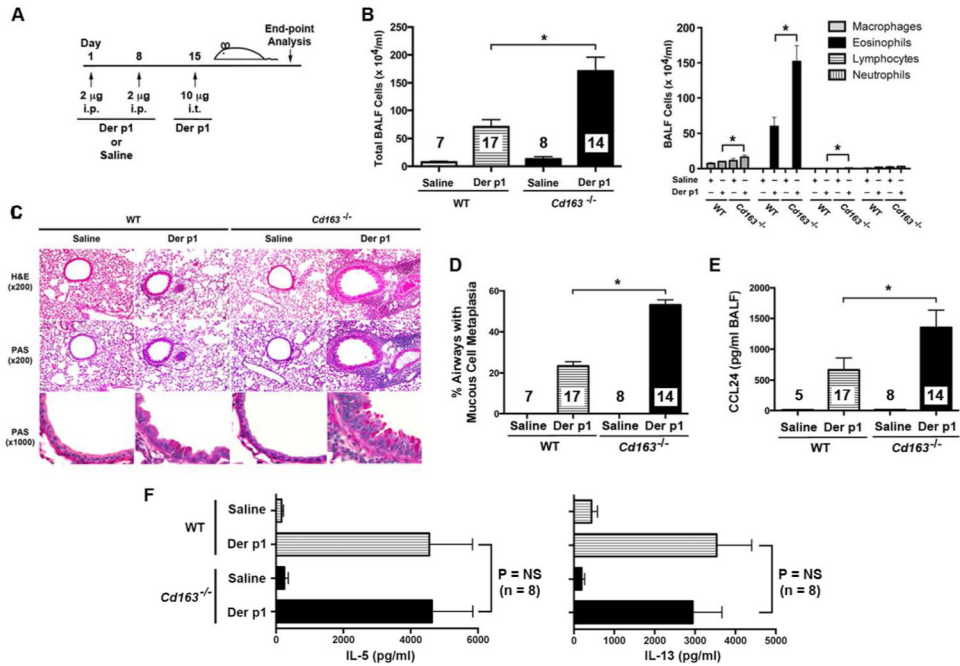 A
Day
1 8 15
End-point
Analysis
2 µg
i.p.
2 µg
i.p.
10 µg
i.t.
Der p1
or
Saline
Der p1
B
Total BALF Cells (x 10⁴/ml)
250
200
150
100
50
0
*
7 17 8 14
Saline Der p1 Saline Der p1
WT Cd163 -/-
BALF Cells (x 10⁴/ml)
200
150
100
50
0
* * *
Macrophages
Eosinophils
Lymphocytes
Neutrophils
Saline + – + – + – + – + – + – + – + –
Der p1 – + – + – + – + – + – + – + – +
WT Cd163 -/- WT Cd163 -/- WT Cd163 -/- WT Cd163 -/-
C
WT Cd163 -/-
Saline Der p1 Saline Der p1
H&E
(x200)
PAS
(x200)
PAS
(x1000)
D
% Airways with
Mucous Cell Metaplasia
60
40
20
0
*
7 17 8 14
Saline Der p1 Saline Der p1
WT Cd163 -/-
E
CCL24 (pg/ml BALF)
2000
1500
1000
500
0
*
5 17 8 14
Saline Der p1 Saline Der p1
WT Cd163 -/-
F
WT
Saline
Der p1
Cd163 -/-
Saline
Der p1
P = NS
(n = 8)
0 2000 4000 6000
IL-5 (pg/ml)
P = NS
(n = 8)
0 1000 2000 3000 4000 5000
IL-13 (pg/ml)